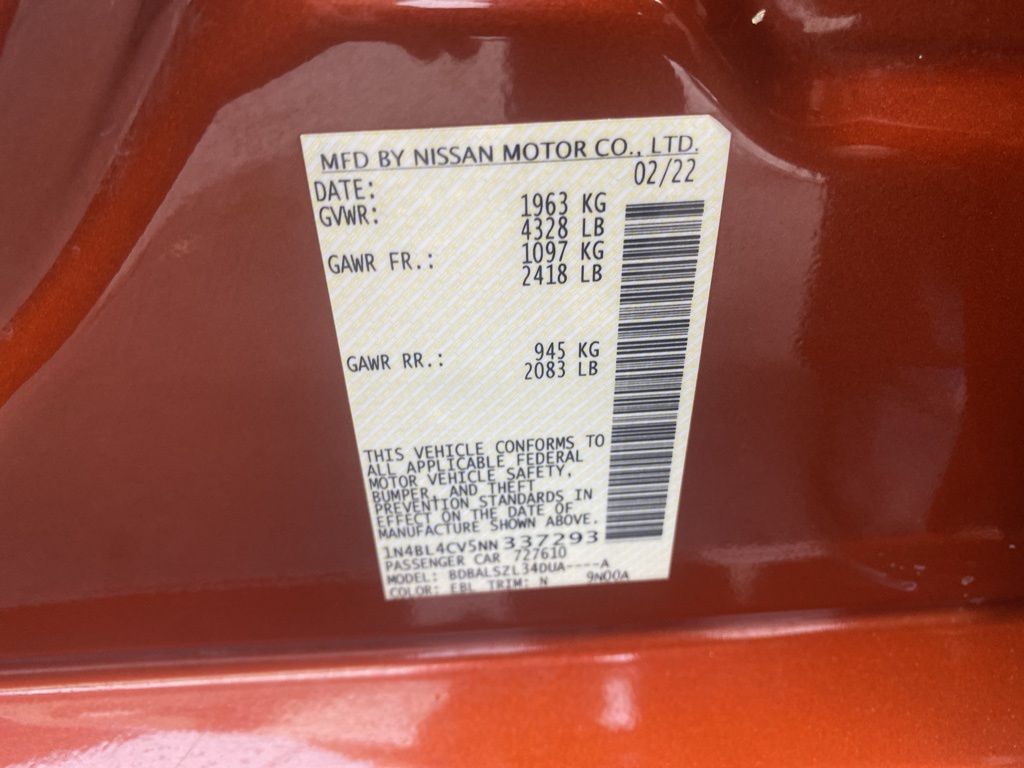 MFD BY NISSAN MOTOR CO., LTD.
DATE: 02/22
GVWR: 1963 KG
4328 LB
GAWR FR.: 1097 KG
2418 LB
GAWR RR.: 945 KG
2083 LB
THIS VEHICLE CONFORMS TO
ALL APPLICABLE FEDERAL
MOTOR VEHICLE SAFETY,
BUMPER, AND THEFT
PREVENTION STANDARDS IN
EFFECT ON THE DATE OF
MANUFACTURE SHOWN ABOVE.
1N4BL4CV5NN337293
PASSENGER CAR 727610
MODEL: BDBALSZL34DUA----A
COLOR: EBL TRIM: N 9N00A